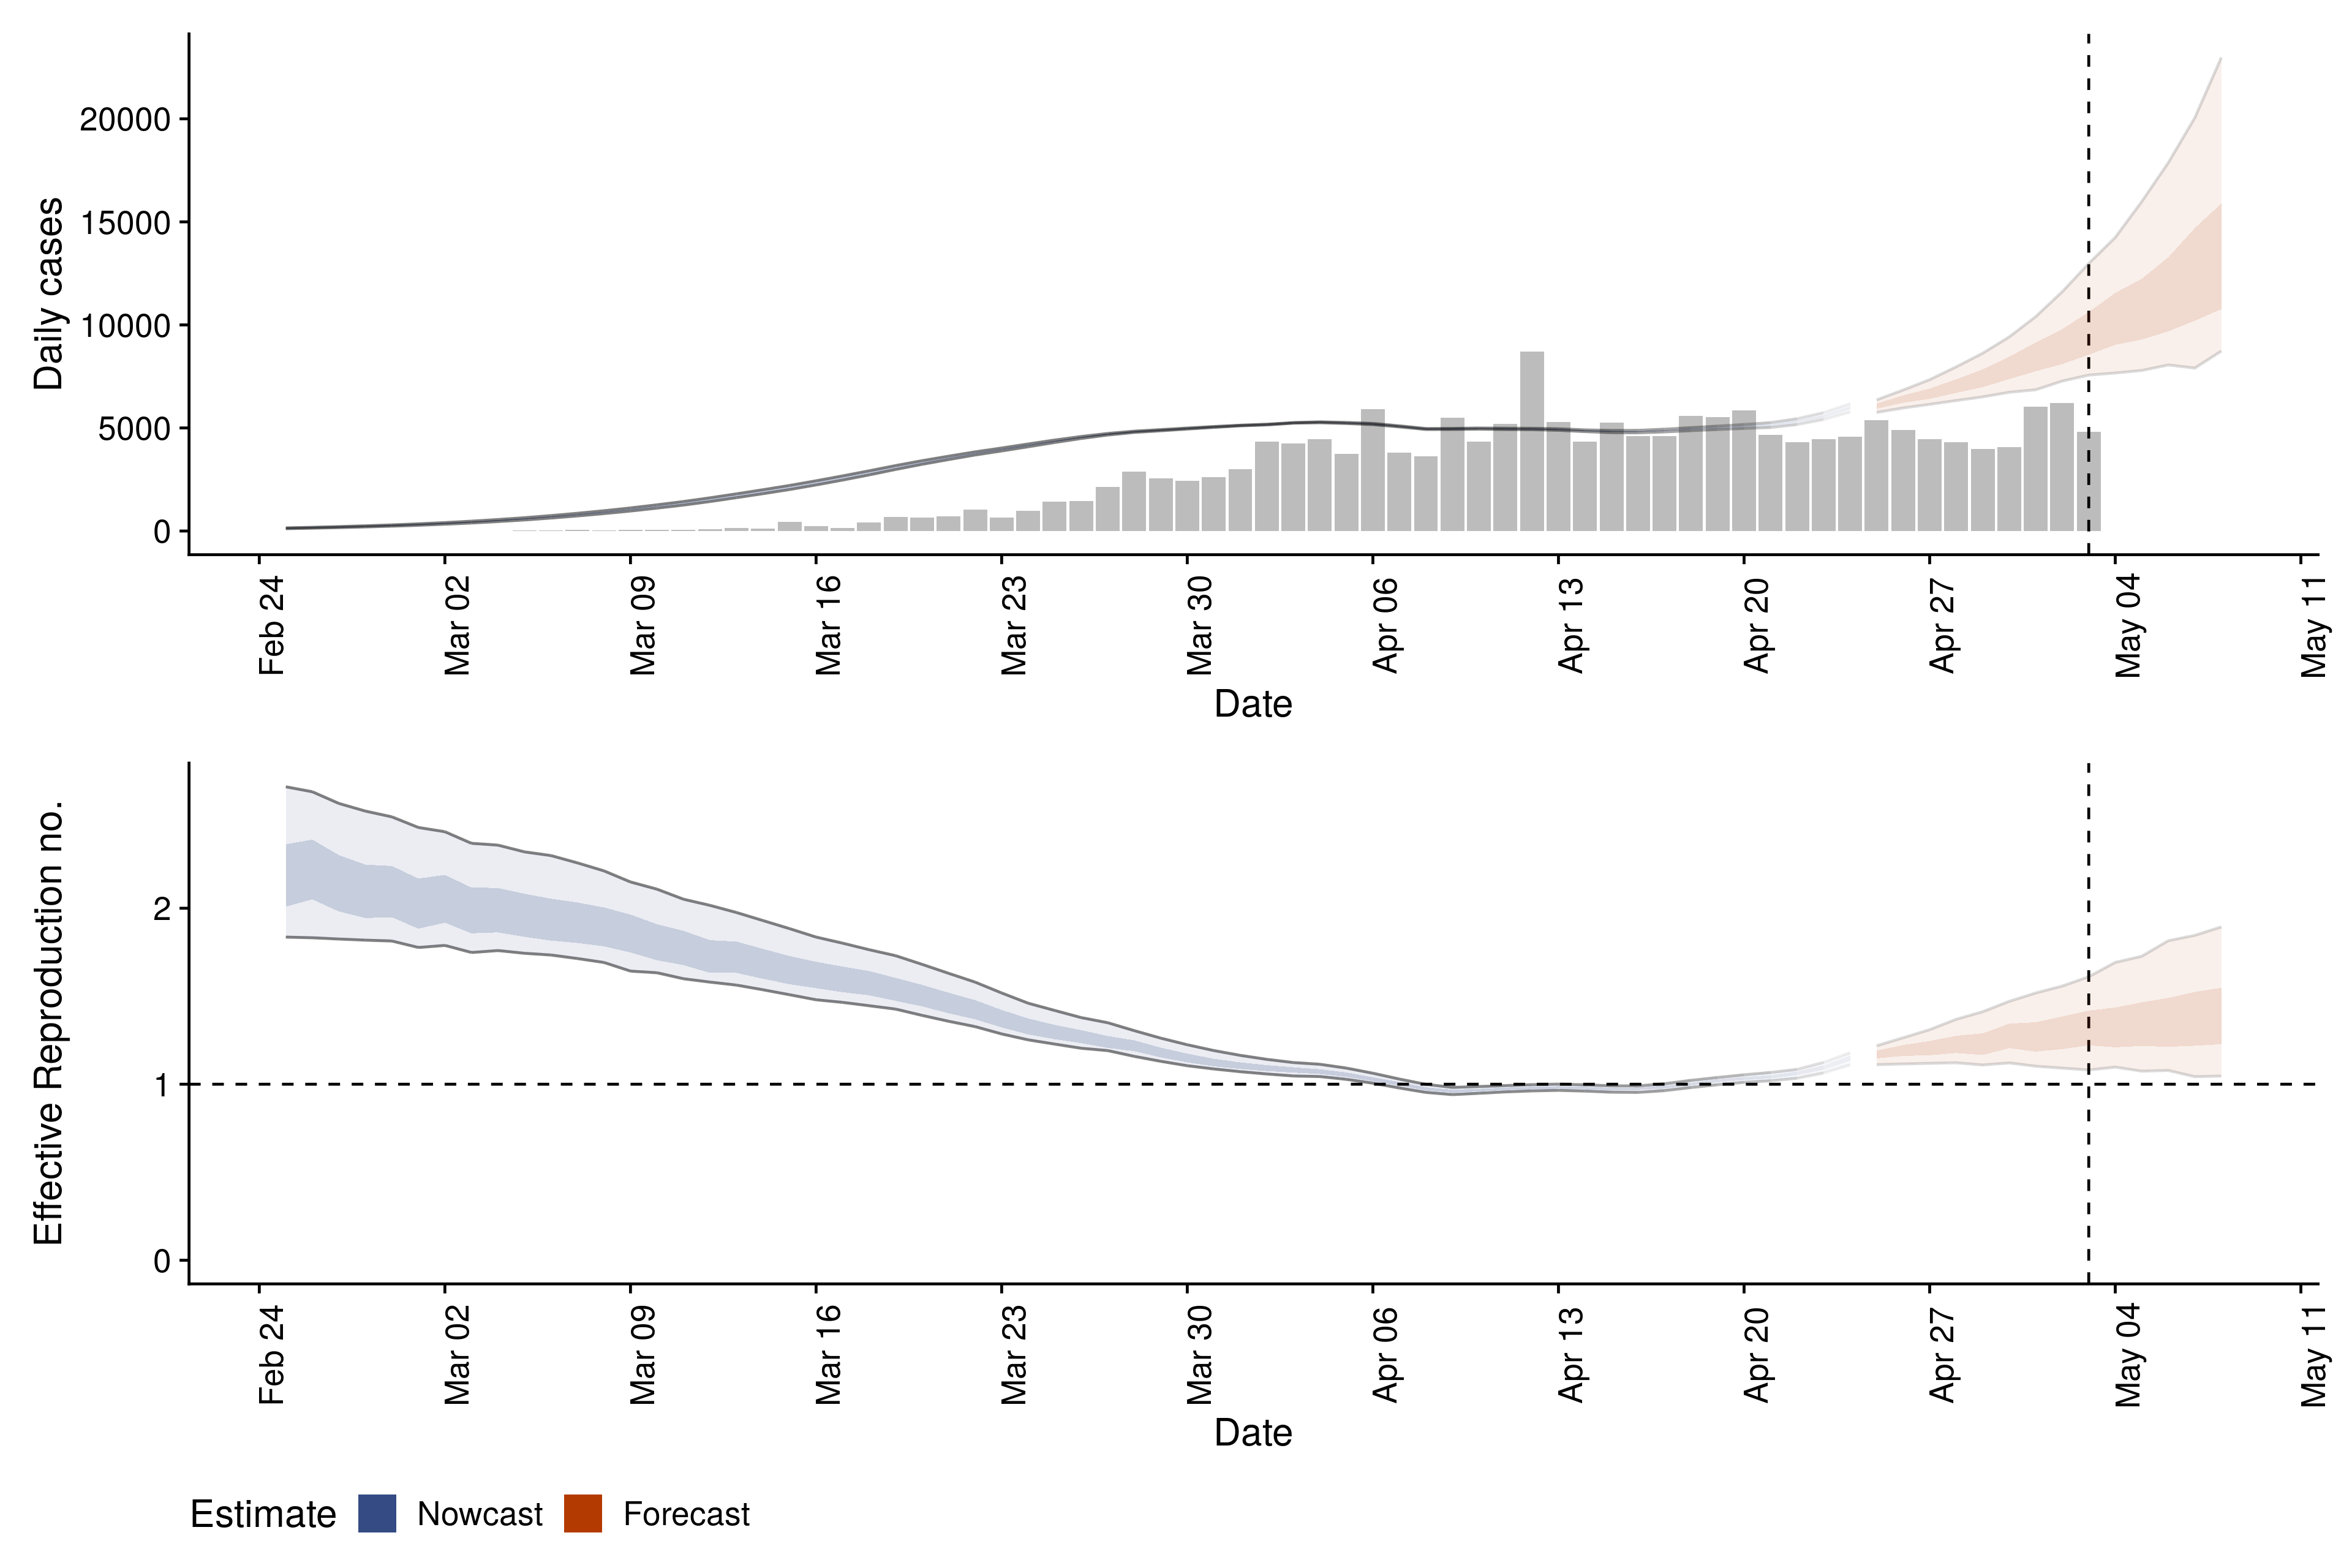 Daily cases
20000
15000
10000
5000
0
Feb 24
Mar 02
Mar 09
Mar 16
Mar 23
Mar 30
Apr 06
Apr 13
Apr 20
Apr 27
May 04
May 11
Date
Effective Reproduction no.
2
1
0
Feb 24
Mar 02
Mar 09
Mar 16
Mar 23
Mar 30
Apr 06
Apr 13
Apr 20
Apr 27
May 04
May 11
Date
Estimate Nowcast Forecast